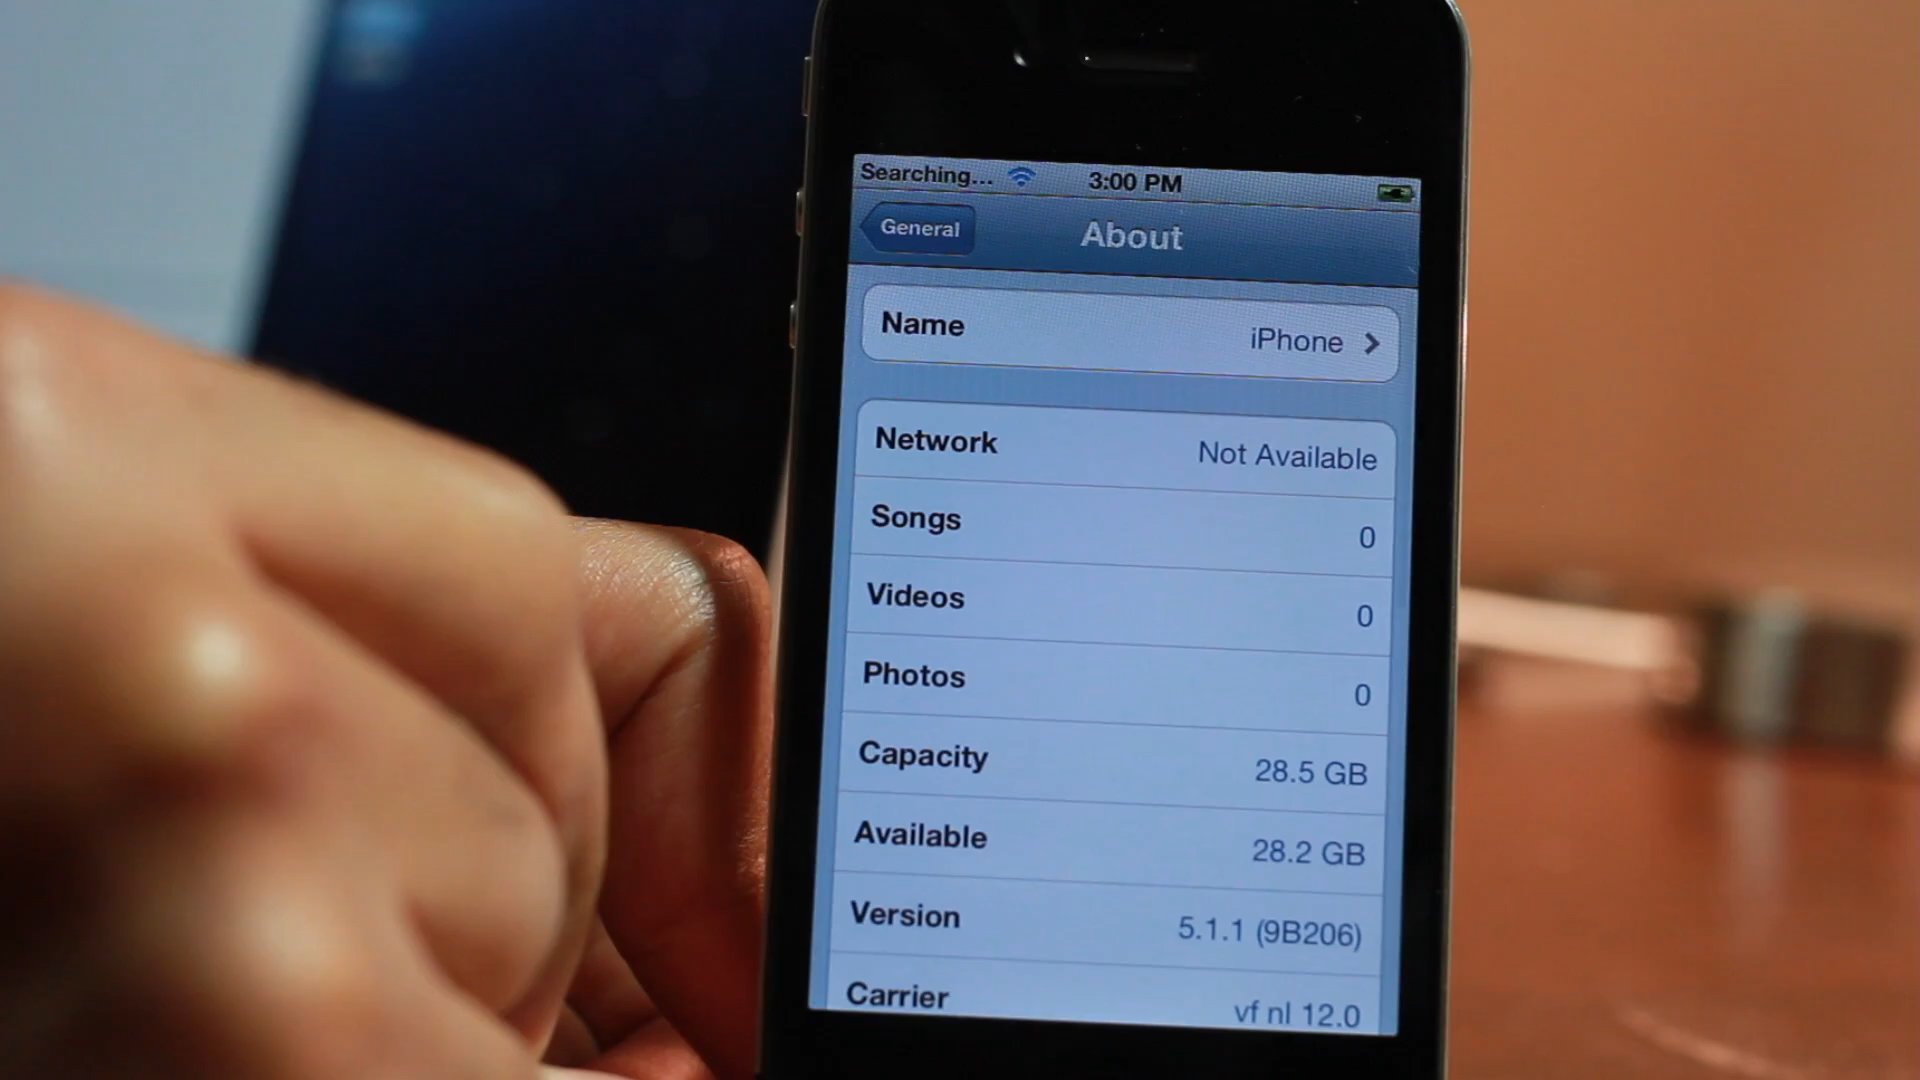 Searching... 3:00 PM
General About
Name iPhone
Network Not Available
Songs 0
Videos 0
Photos 0
Capacity 28.5 GB
Available 28.2 GB
Version 5.1.1 (9B206)
Carrier vf nl 12.0